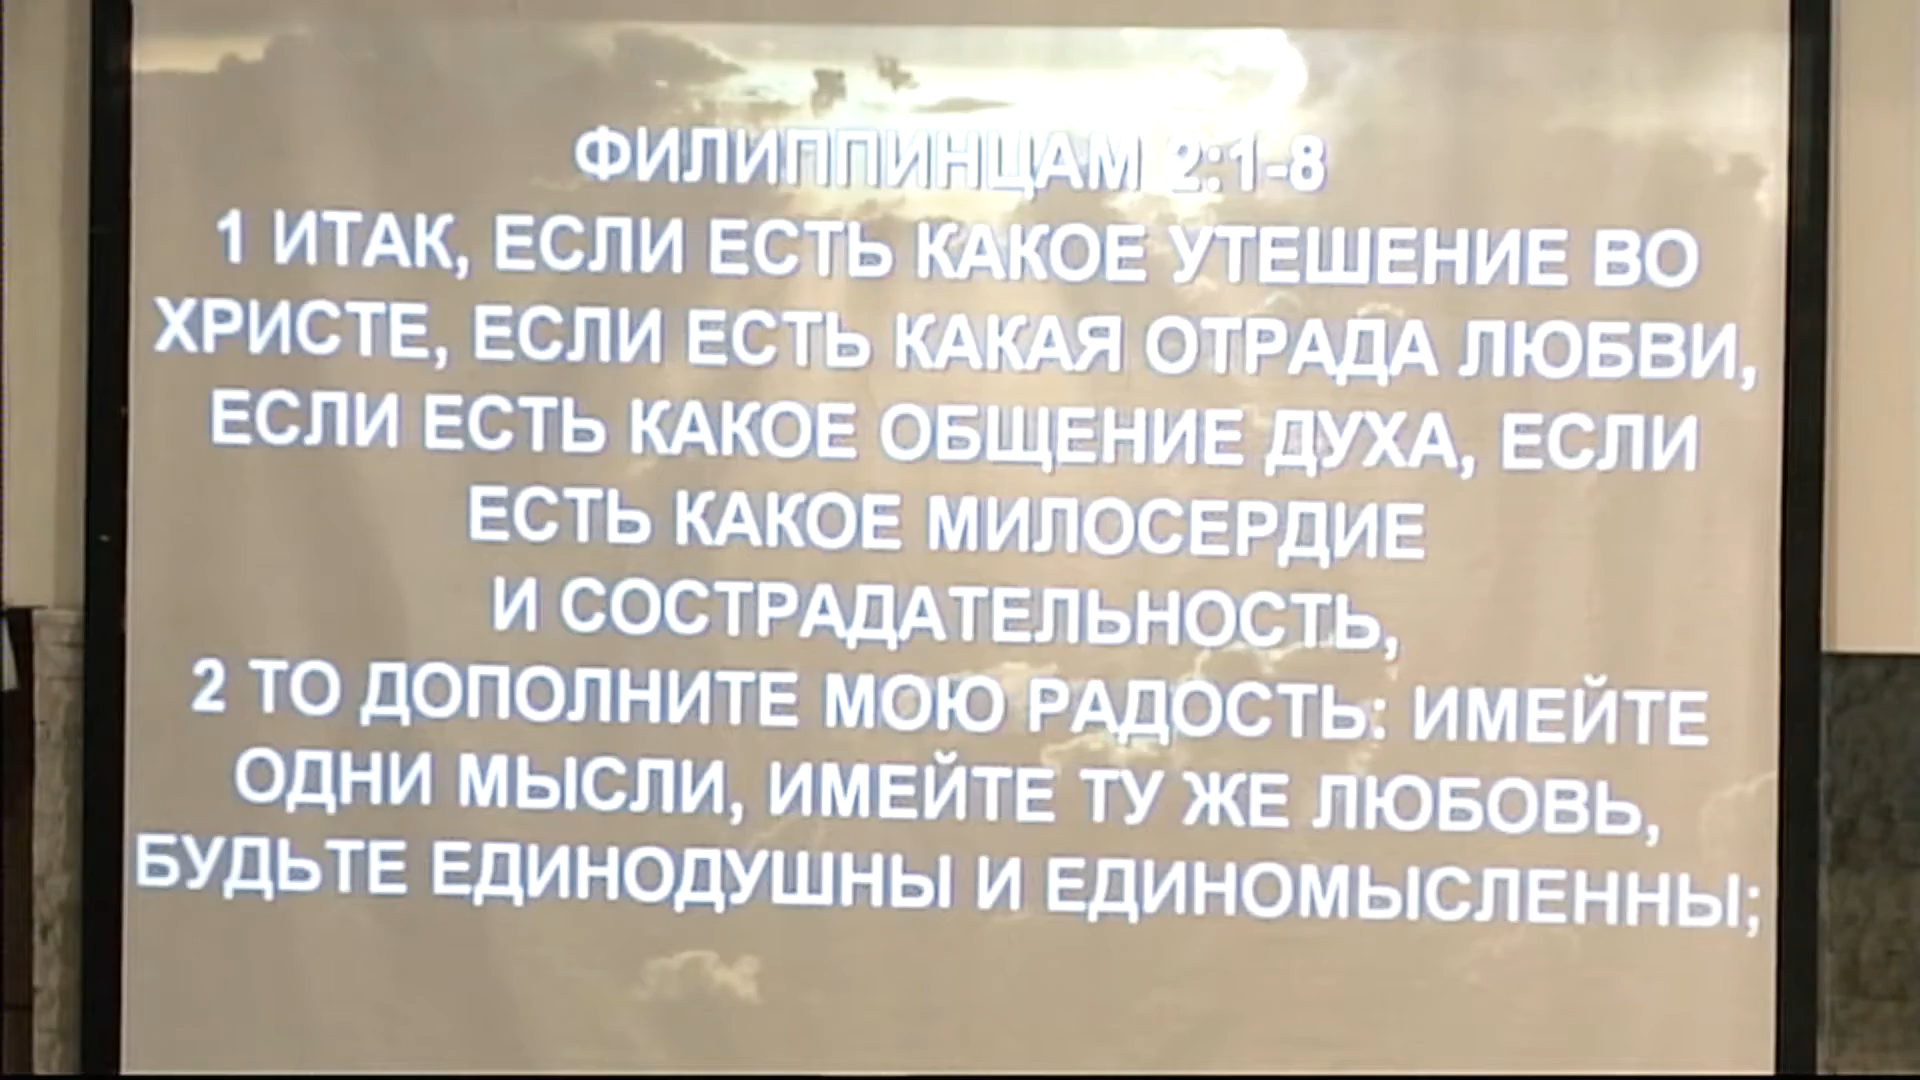 ФИЛИППИНЦАМ 2:1-8
1 ИТАК, ЕСЛИ ЕСТЬ КАКОЕ УТЕШЕНИЕ ВО
ХРИСТЕ, ЕСЛИ ЕСТЬ КАКАЯ ОТРАДА ЛЮБВИ,
ЕСЛИ ЕСТЬ КАКОЕ ОБЩЕНИЕ ДУХА, ЕСЛИ
ЕСТЬ КАКОЕ МИЛОСЕРДИЕ
И СОСТРАДАТЕЛЬНОСТЬ,
2 ТО ДОПОЛНИТЕ МОЮ РАДОСТЬ: ИМЕЙТЕ
ОДНИ МЫСЛИ, ИМЕЙТЕ ТУ ЖЕ ЛЮБОВЬ,
БУДЬТЕ ЕДИНОДУШНЫ И ЕДИНОМЫСЛЕННЫ;